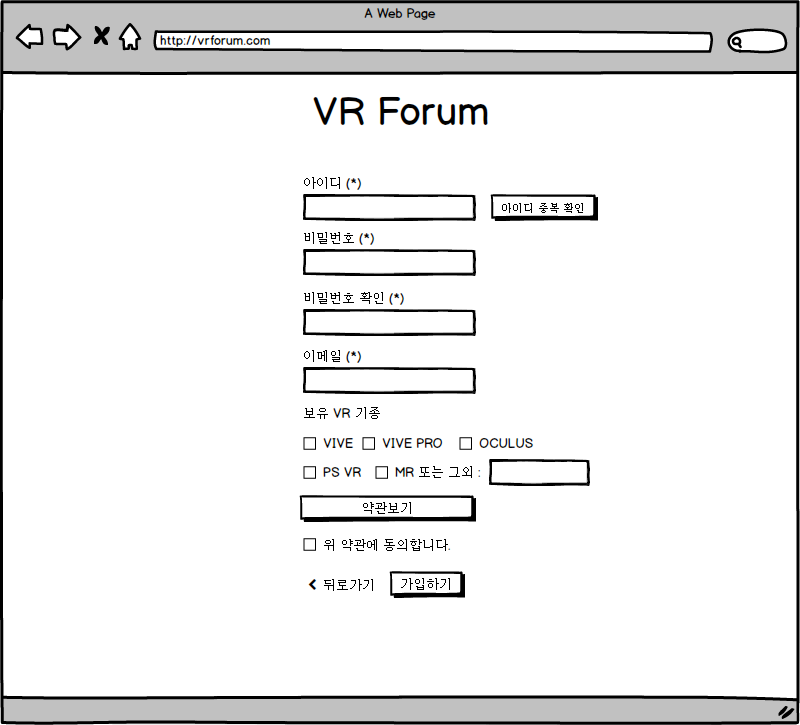 A Web Page
http://vrforum.com
VR Forum
아이디 (*)
아이디 중복 확인
비밀번호 (*)
비밀번호 확인 (*)
이메일 (*)
보유 VR 기종
VIVE VIVE PRO OCULUS
PS VR MR 또는 그외 :
약관보기
위 약관에 동의합니다.
뒤로가기 가입하기